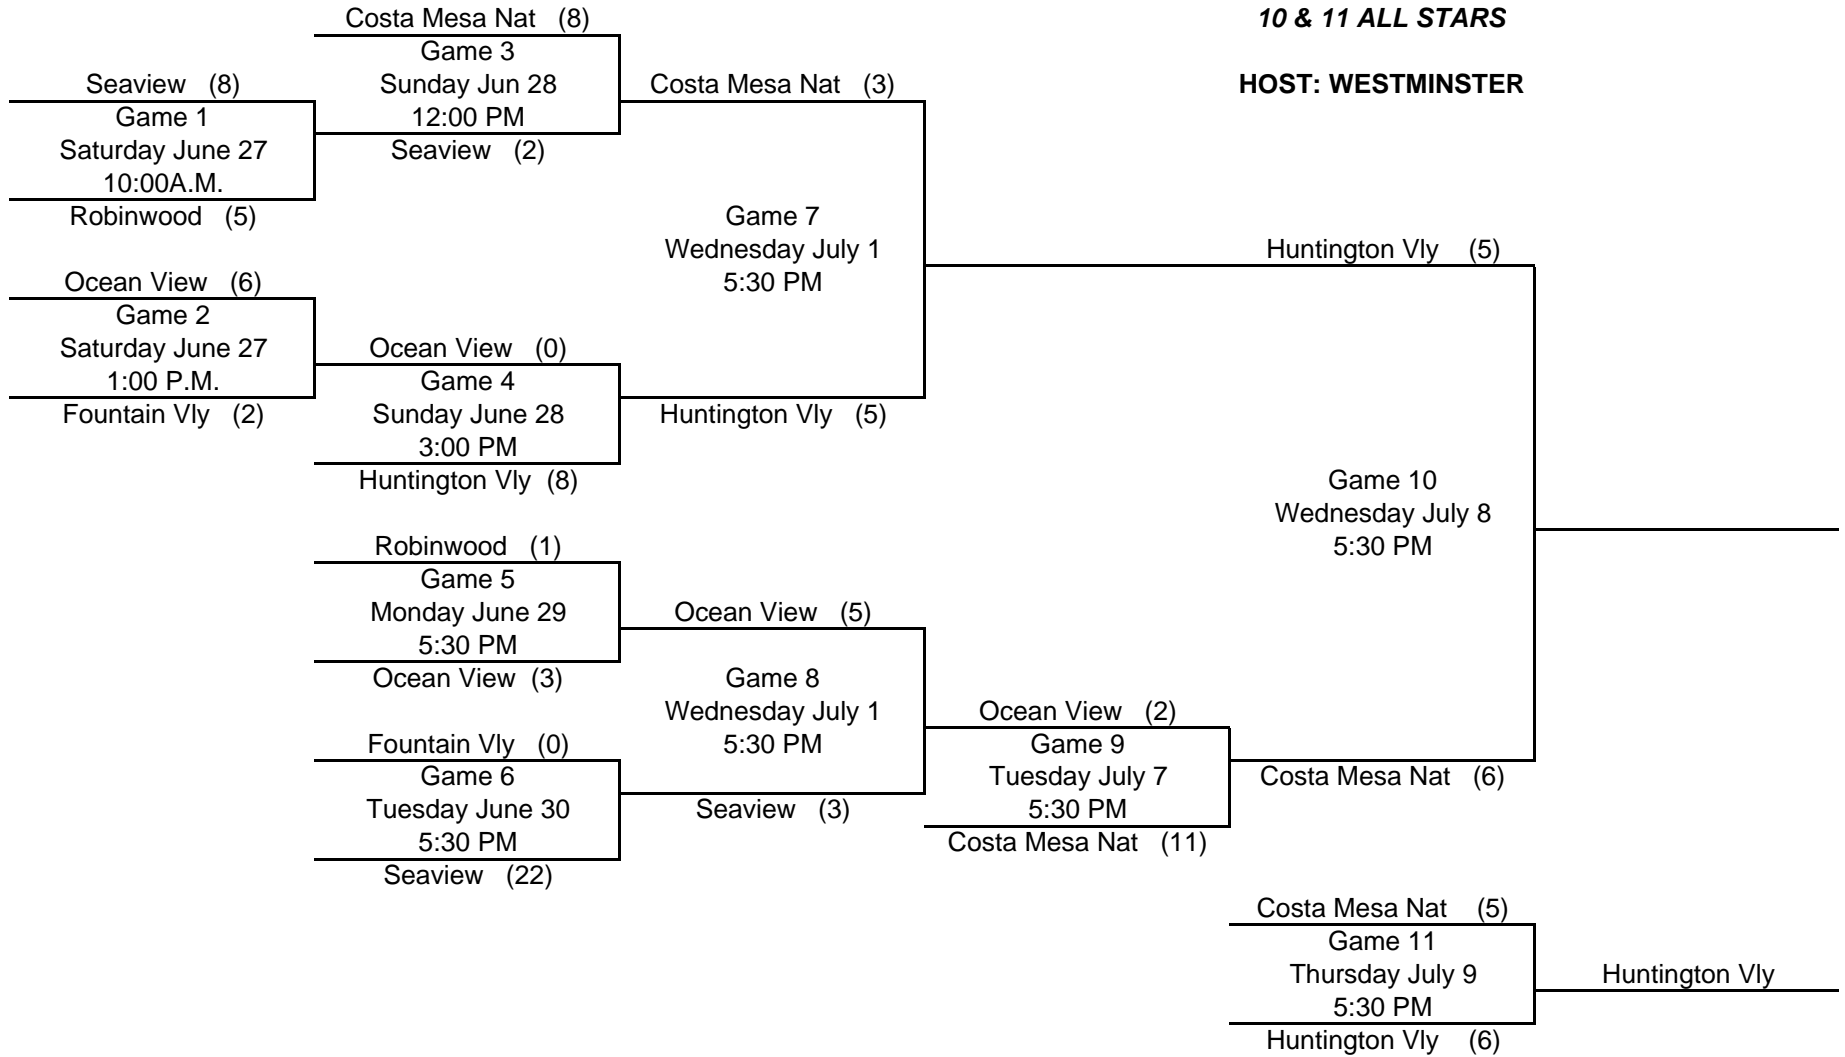 10 & 11 ALL STARS
HOST: WESTMINSTER
Seaview (8)
Game 1
Saturday June 27
10:00A.M.
Robinwood (5)
Ocean View (6)
Game 2
Saturday June 27
1:00 P.M.
Fountain Vly (2)
Costa Mesa Nat (8)
Game 3
Sunday Jun 28
12:00 PM
Seaview (2)
Ocean View (0)
Game 4
Sunday June 28
3:00 PM
Huntington Vly (8)
Robinwood (1)
Game 5
Monday June 29
5:30 PM
Ocean View (3)
Fountain Vly (0)
Game 6
Tuesday June 30
5:30 PM
Seaview (22)
Costa Mesa Nat (3)
Game 7
Wednesday July 1
5:30 PM
Huntington Vly (5)
Ocean View (5)
Game 8
Wednesday July 1
5:30 PM
Seaview (3)
Ocean View (2)
Game 9
Tuesday July 7
5:30 PM
Costa Mesa Nat (11)
Huntington Vly (5)
Game 10
Wednesday July 8
5:30 PM
Costa Mesa Nat (6)
Costa Mesa Nat (5)
Game 11
Thursday July 9
5:30 PM
Huntington Vly (6)
Huntington Vly